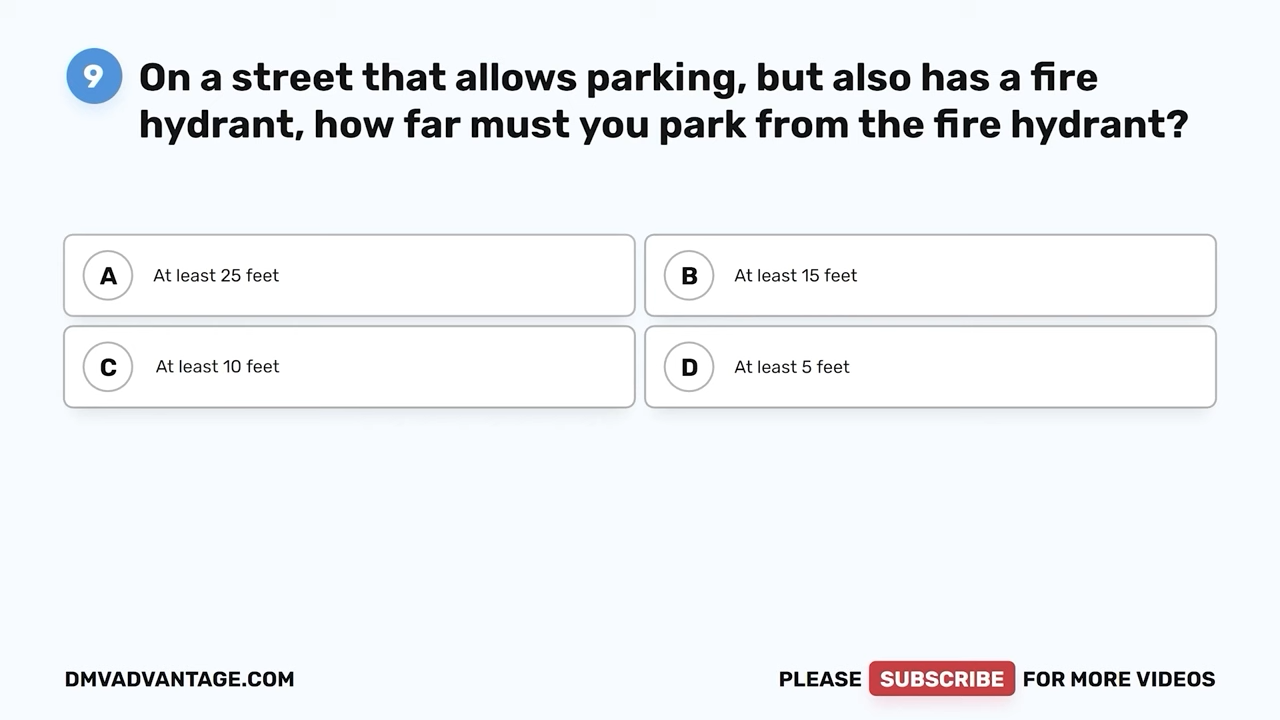 9 On a street that allows parking, but also has a fire
hydrant, how far must you park from the fire hydrant?
A At least 25 feet
B At least 15 feet
C At least 10 feet
D At least 5 feet
DMVADVANTAGE.COM
PLEASE SUBSCRIBE FOR MORE VIDEOS